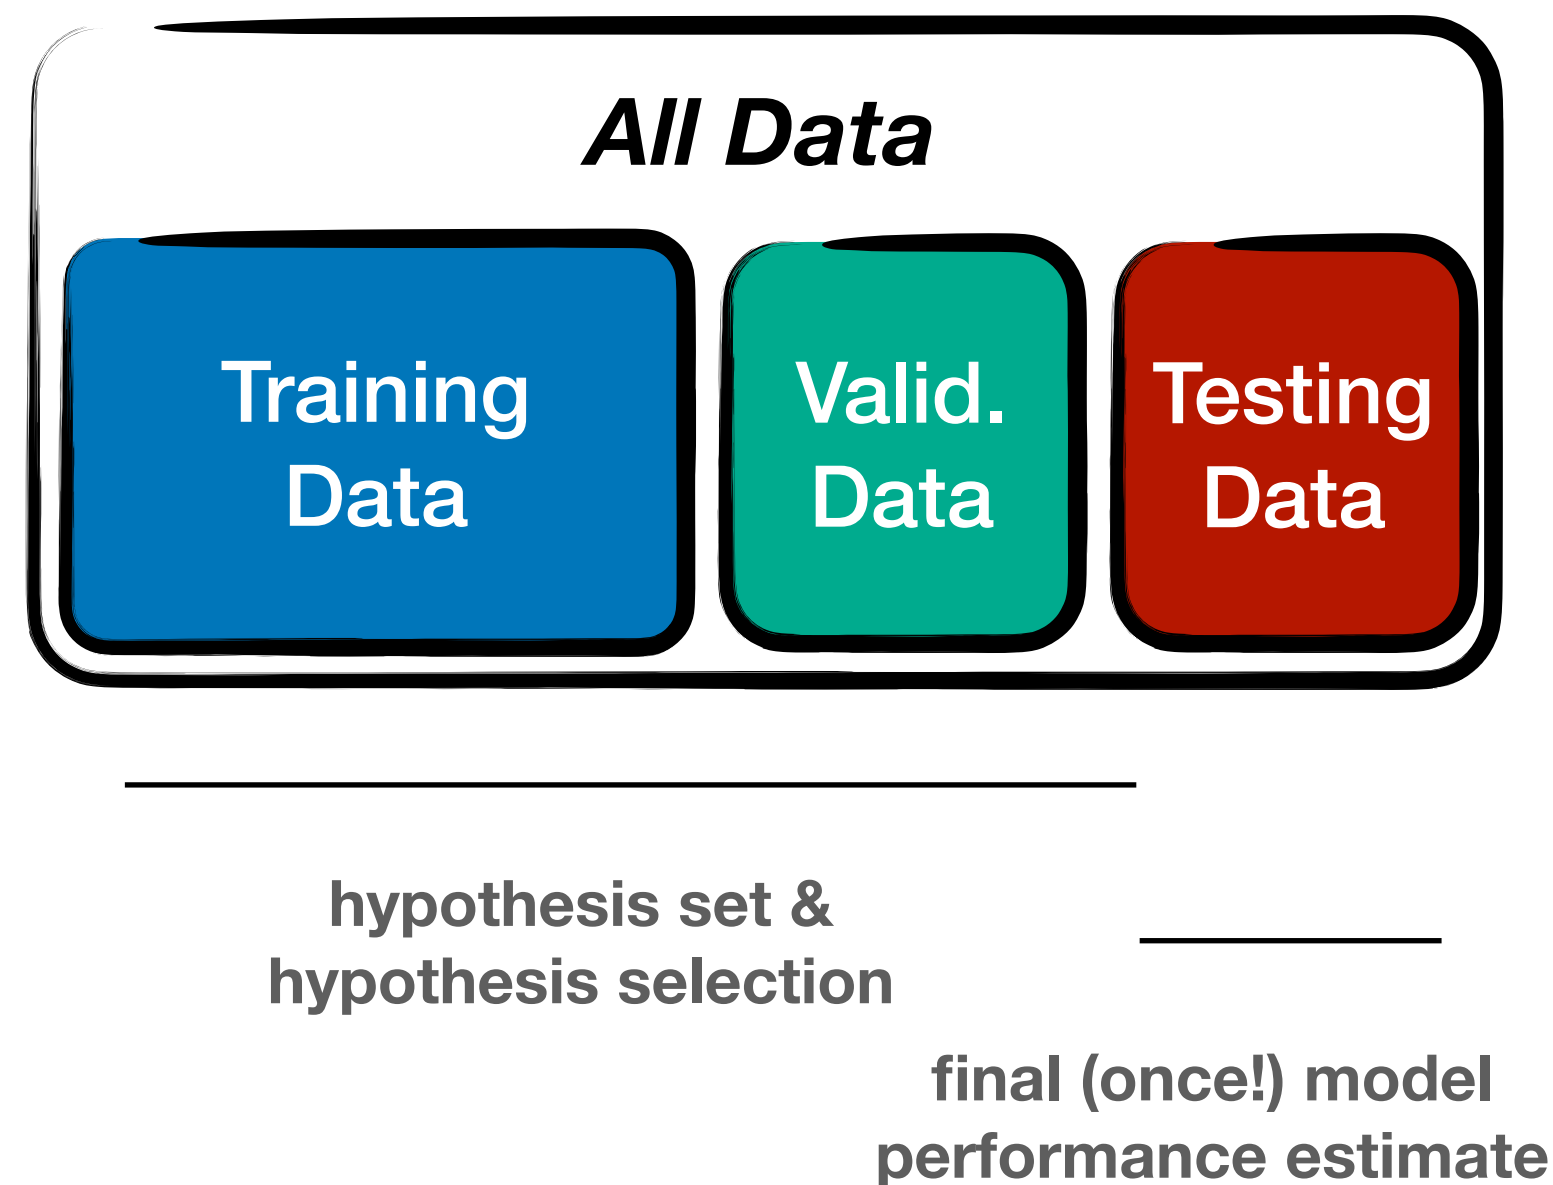 All Data
Training
Data
Valid.
Data
Testing
Data
hypothesis set &
hypothesis selection
final (once!) model
performance estimate